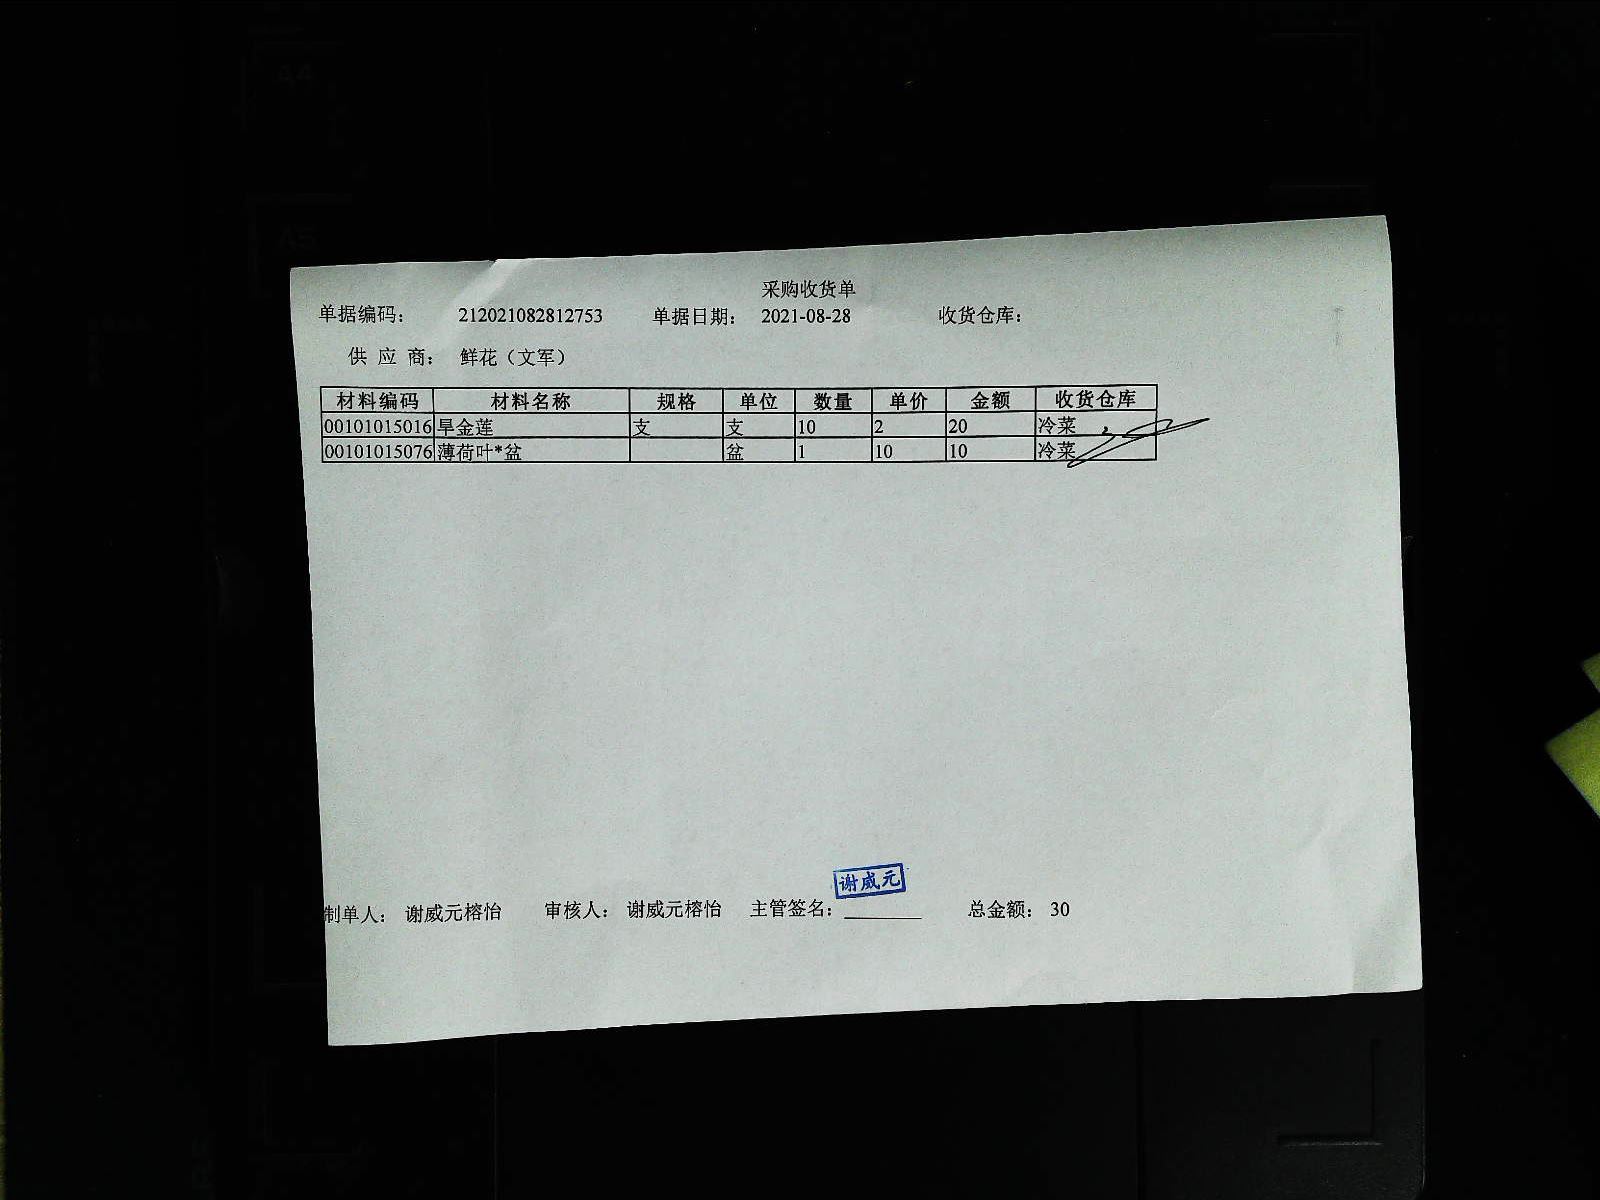 采购收货单
单据编码： 212021082812753 单据日期： 2021-08-28 收货仓库：
供 应 商： 鲜花（文军）
材料编码 材料名称 规格 单位 数量 单价 金额 收货仓库
00101015016 旱金莲 支 支 10 2 20 冷菜
00101015076 薄荷叶*盆 盆 1 10 10 冷菜
谢威元
制单人： 谢威元榕怡 审核人： 谢威元榕怡 主管签名： 总金额： 30